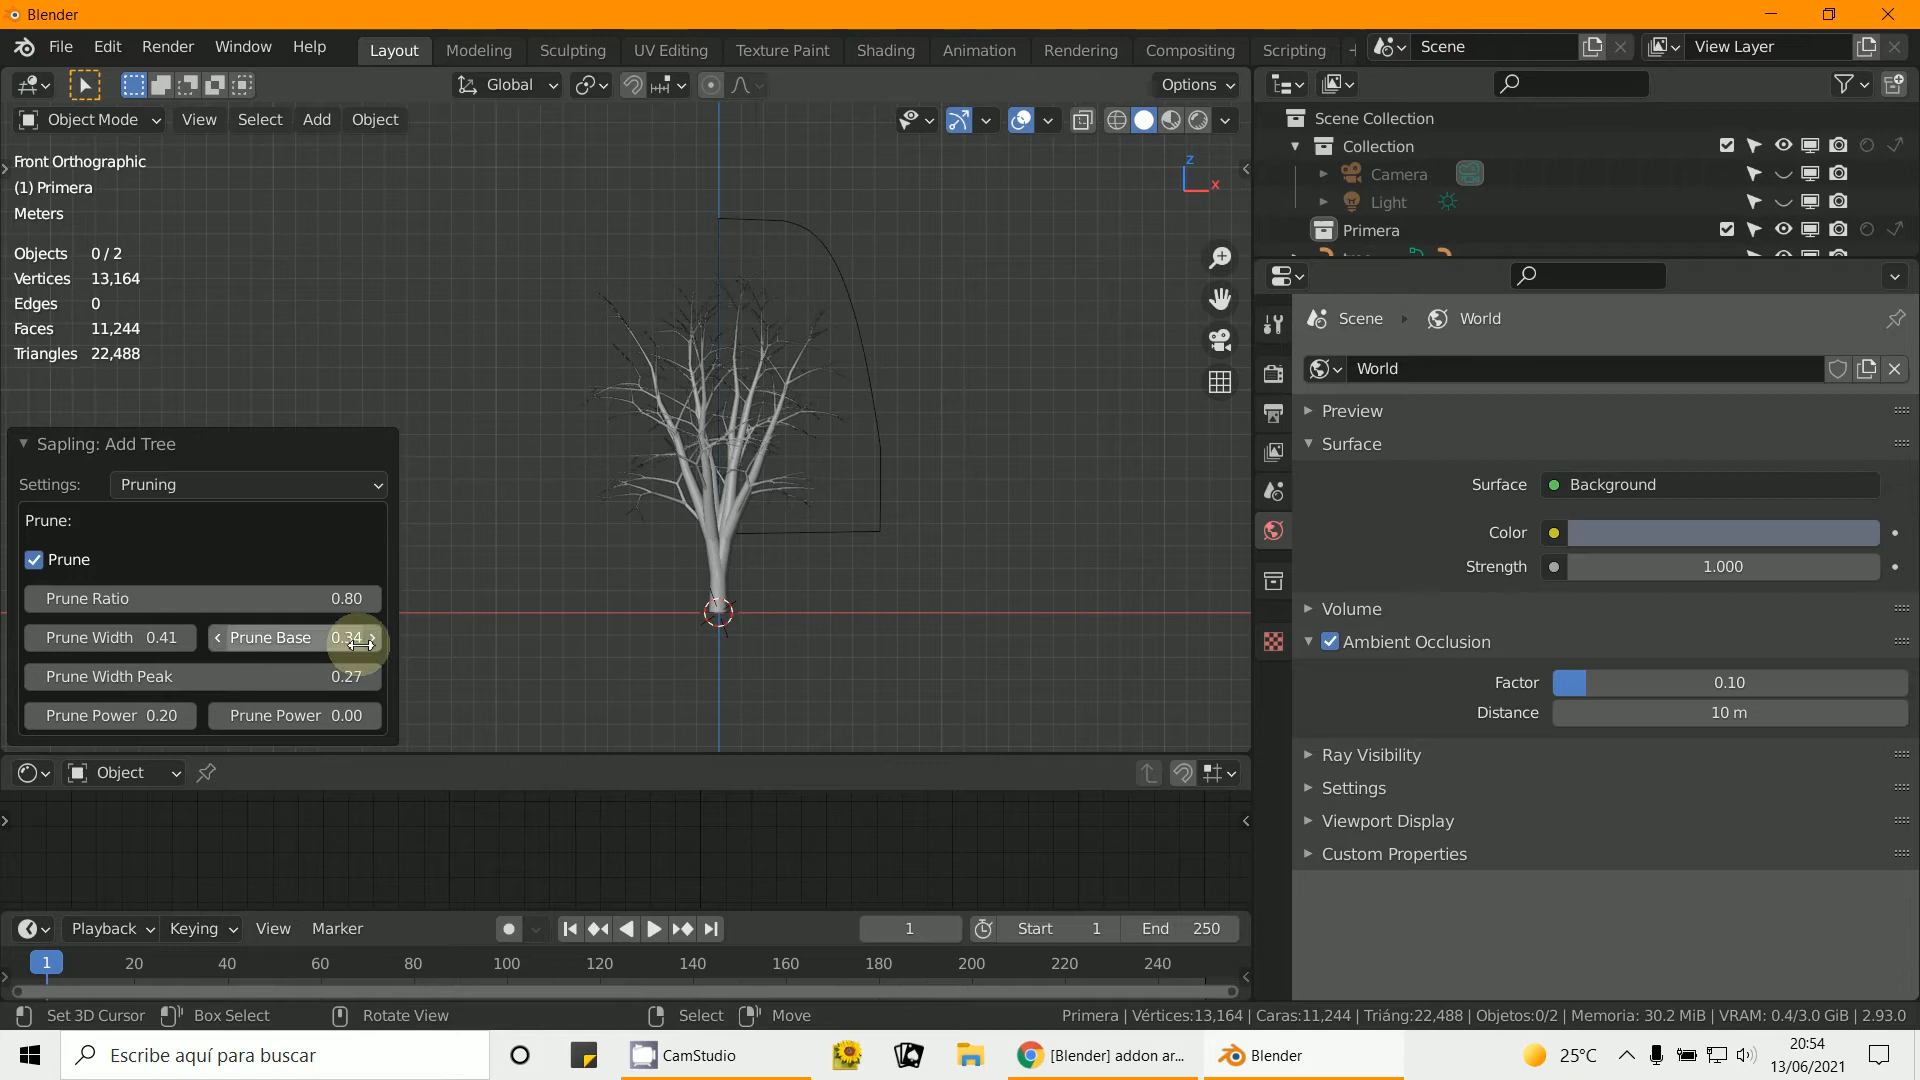 Blender
File Edit Render Window Help Layout Modeling Sculpting UV Editing Texture Paint Shading Animation Rendering Compositing Scripting Scene View Layer
Global Options
Object Mode View Select Add Object
Front Orthographic
(1) Primera
Meters
Objects 0 / 2
Vertices 13,164
Edges 0
Faces 11,244
Triangles 22,488
Z
X
Scene Collection
Collection
Camera
Light
Primera
Scene World
World
Preview
Surface
Surface Background
Color
Strength 1.000
Volume
Ambient Occlusion
Factor 0.10
Distance 10 m
Ray Visibility
Settings
Viewport Display
Custom Properties
Sapling: Add Tree
Settings: Pruning
Prune:
Prune
Prune Ratio 0.80
Prune Width 0.41 Prune Base 0.34
Prune Width Peak 0.27
Prune Power 0.20 Prune Power 0.00
Object
Playback Keying View Marker 1 Start 1 End 250
1 20 40 60 80 100 120 140 160 180 200 220 240
Set 3D Cursor Box Select Rotate View Select Move Primera | Vértices:13,164 | Caras:11,244 | Triáng:22,488 | Objetos:0/2 | Memoria: 30.2 MiB | VRAM: 0.4/3.0 GiB | 2.93.0
Escribe aquí para buscar CamStudio [Blender] addon ar... Blender 25°C 20:54
13/06/2021